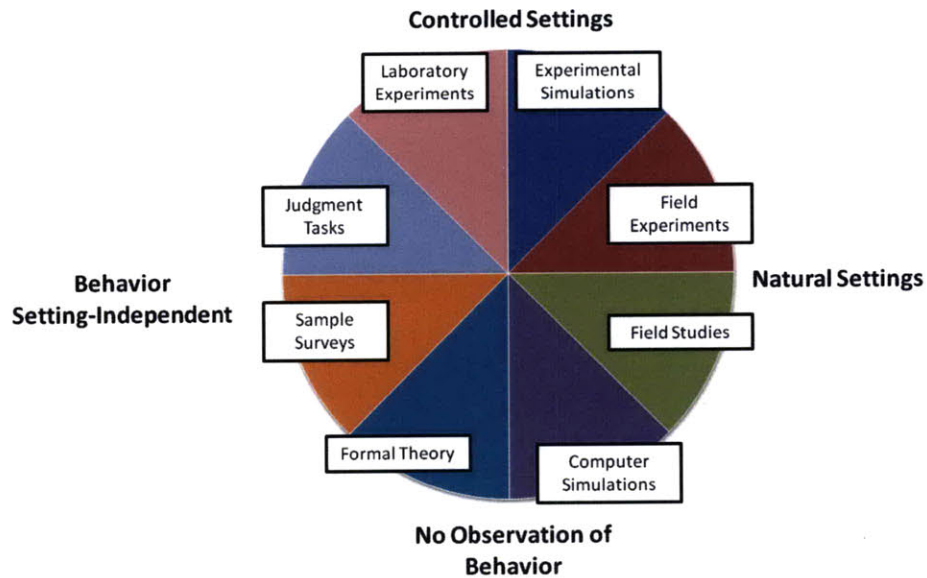 Controlled Settings
Laboratory
Experiments
Experimental
Simulations
Judgment
Tasks
Field
Experiments
Behavior
Setting-Independent
Natural Settings
Sample
Surveys
Field Studies
Formal Theory
Computer
Simulations
No Observation of
Behavior